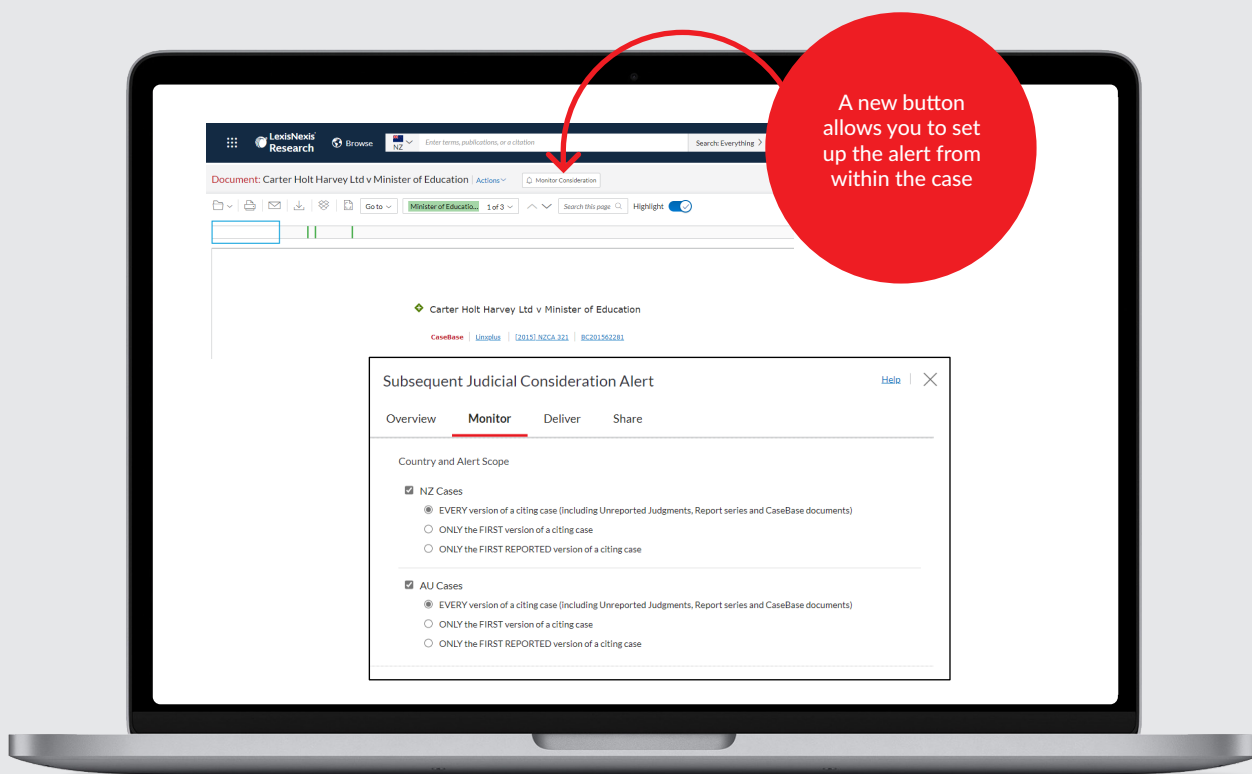 A new button
allows you to set
up the alert from
within the case
LexisNexis
Research
Browse
NZ
Enter terms, publications, or a citation
Search: Everything
Document: Carter Holt Harvey Ltd v Minister of Education
Actions
Monitor Consideration
Go to
Minister of Educatio...
1 of 3
Search this page
Highlight
Carter Holt Harvey Ltd v Minister of Education
CaseBase | Linxplus | [2015] NZCA 321 | BC201562281
Subsequent Judicial Consideration Alert
Help
Overview Monitor Deliver Share
Country and Alert Scope
NZ Cases
EVERY version of a citing case (including Unreported Judgments, Report series and CaseBase documents)
ONLY the FIRST version of a citing case
ONLY the FIRST REPORTED version of a citing case
AU Cases
EVERY version of a citing case (including Unreported Judgments, Report series and CaseBase documents)
ONLY the FIRST version of a citing case
ONLY the FIRST REPORTED version of a citing case